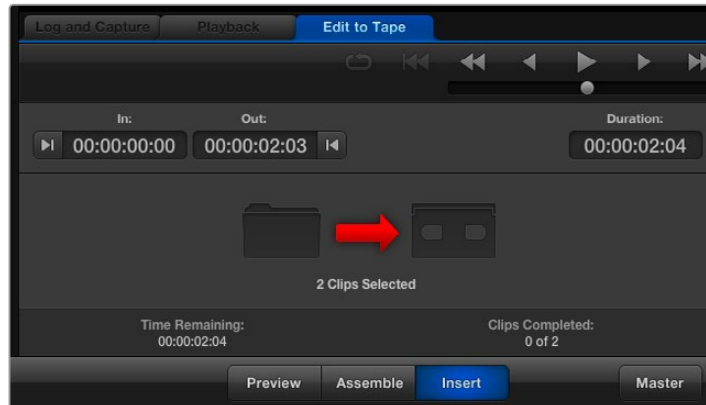 Log and Capture Playback Edit to Tape
In: Out: Duration:
00:00:00:00 00:00:02:03 00:00:02:04
2 Clips Selected
Time Remaining: Clips Completed:
00:00:02:04 0 of 2
Preview Assemble Insert Master